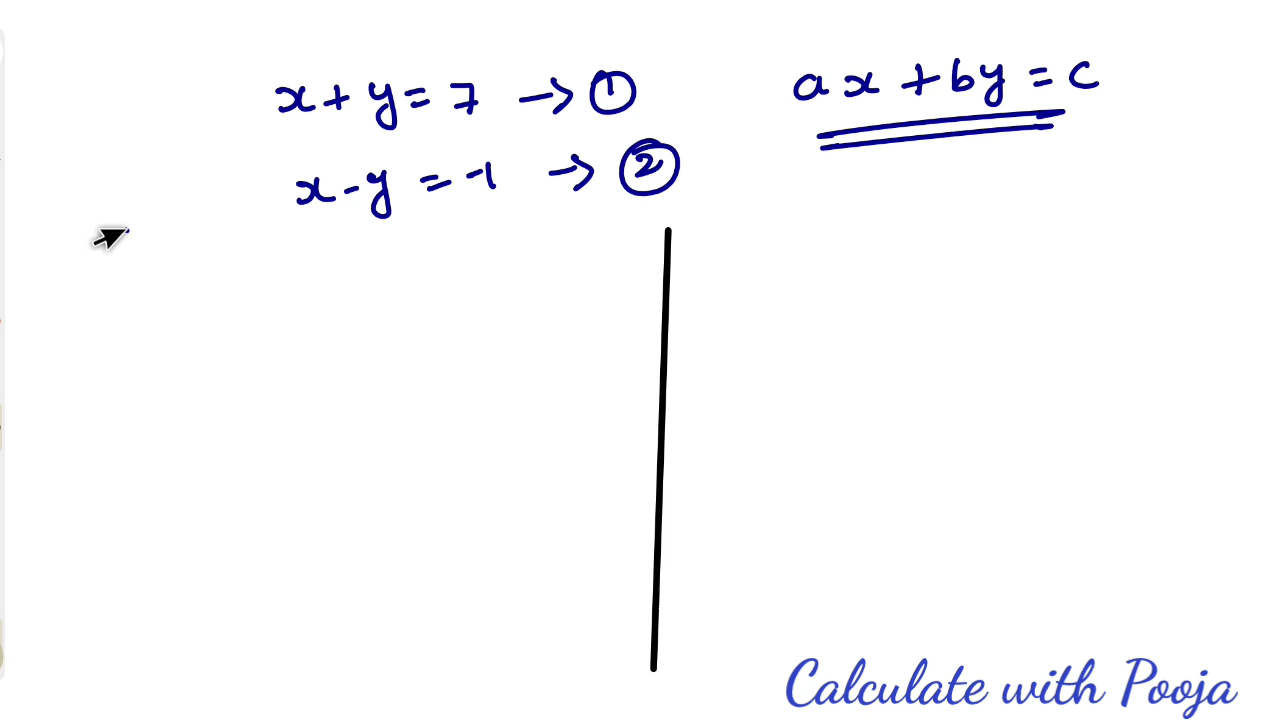 x + y = 7 → ①
ax + by = c
x - y = -1 → ②
Calculate with Pooja